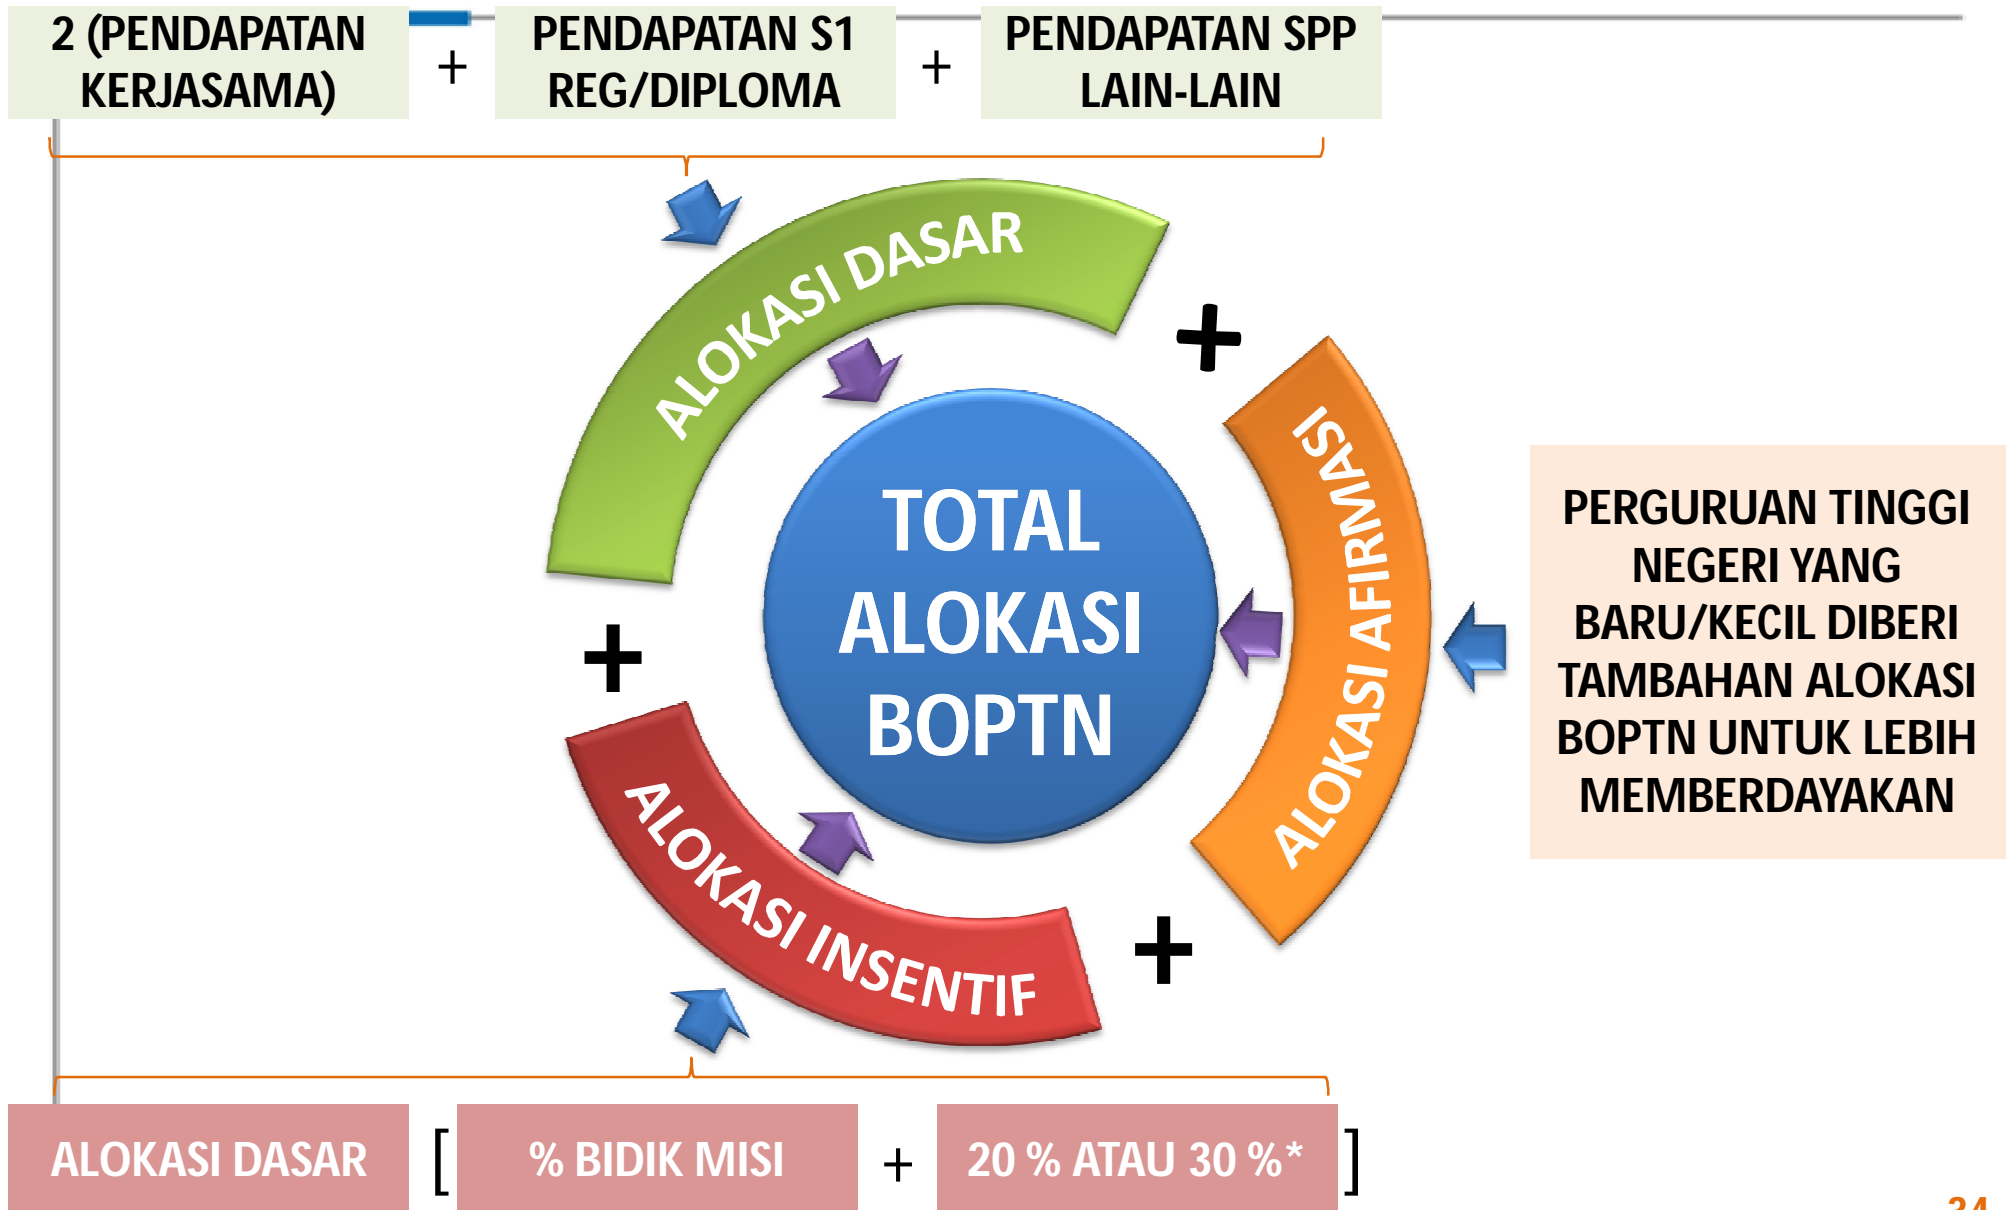 2 (PENDAPATAN
KERJASAMA)
+
PENDAPATAN S1
REG/DIPLOMA
+
PENDAPATAN SPP
LAIN-LAIN
ALOKASI DASAR
+
ALOKASI AFIRMASI
TOTAL
ALOKASI
BOPTN
PERGURUAN TINGGI
NEGERI YANG
BARU/KECIL DIBERI
TAMBAHAN ALOKASI
BOPTN UNTUK LEBIH
MEMBERDAYAKAN
+
ALOKASI INSENTIF
+
ALOKASI DASAR [ % BIDIK MISI + 20 % ATAU 30 %* ]
34